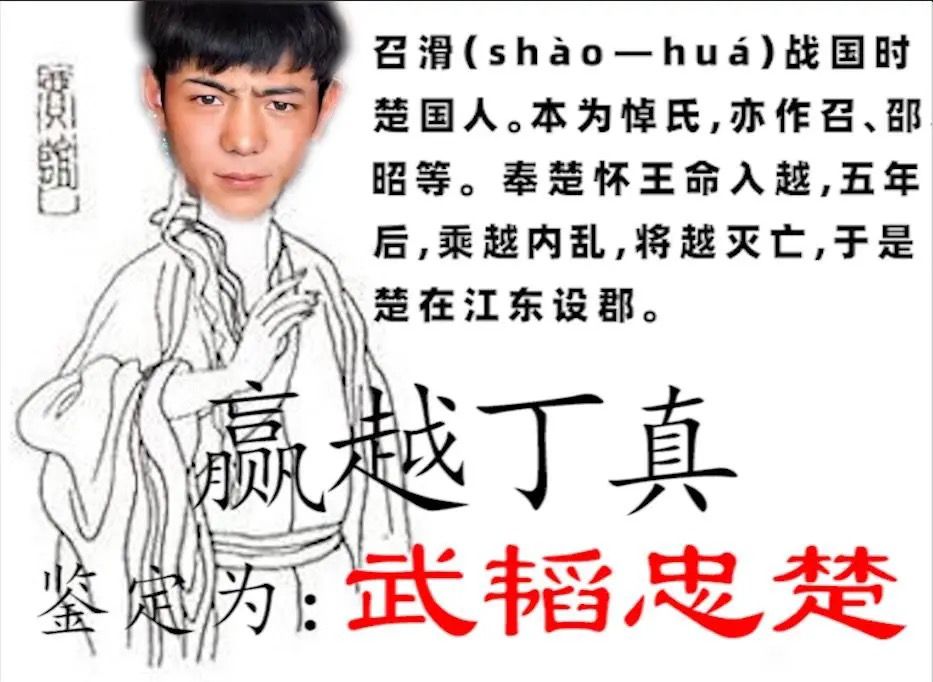 召滑(shào—huá)战国时
楚国人。本为悼氏,亦作召、邵
昭等。奉楚怀王命入越,五年
后,乘越内乱,将越灭亡,于是
楚在江东设郡。
赢越丁真
鉴定为:武韬忠楚